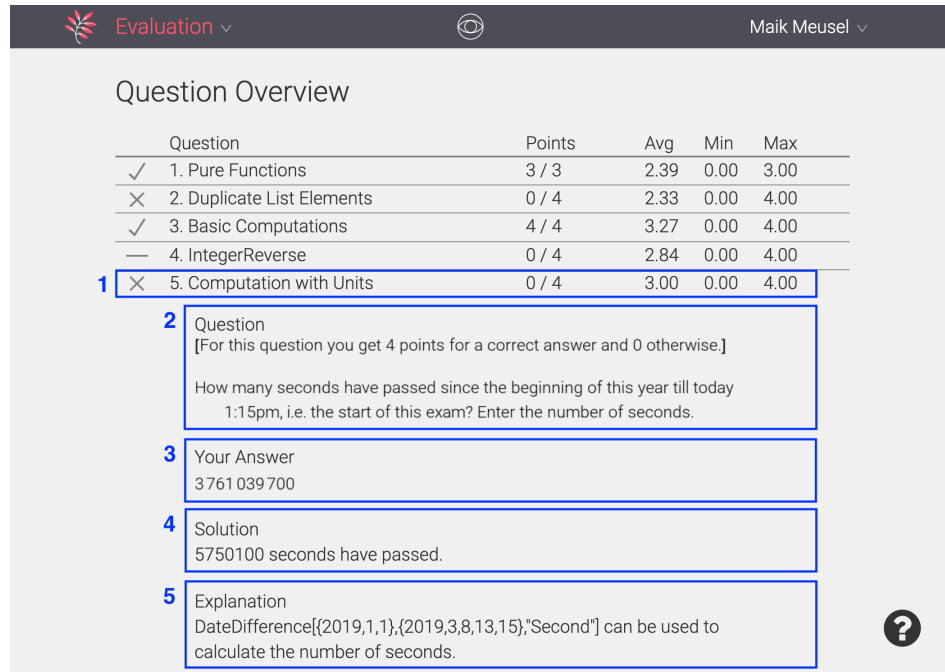 Evaluation
Maik Meusel
Question Overview
Question Points Avg Min Max
1. Pure Functions 3 / 3 2.39 0.00 3.00
2. Duplicate List Elements 0 / 4 2.33 0.00 4.00
3. Basic Computations 4 / 4 3.27 0.00 4.00
4. IntegerReverse 0 / 4 2.84 0.00 4.00
1 5. Computation with Units 0 / 4 3.00 0.00 4.00
2 Question
[For this question you get 4 points for a correct answer and 0 otherwise.]
How many seconds have passed since the beginning of this year till today
1:15pm, i.e. the start of this exam? Enter the number of seconds.
3 Your Answer
3 761 039 700
4 Solution
5750100 seconds have passed.
5 Explanation
DateDifference[{2019,1,1},{2019,3,8,13,15},"Second"] can be used to
calculate the number of seconds.
?